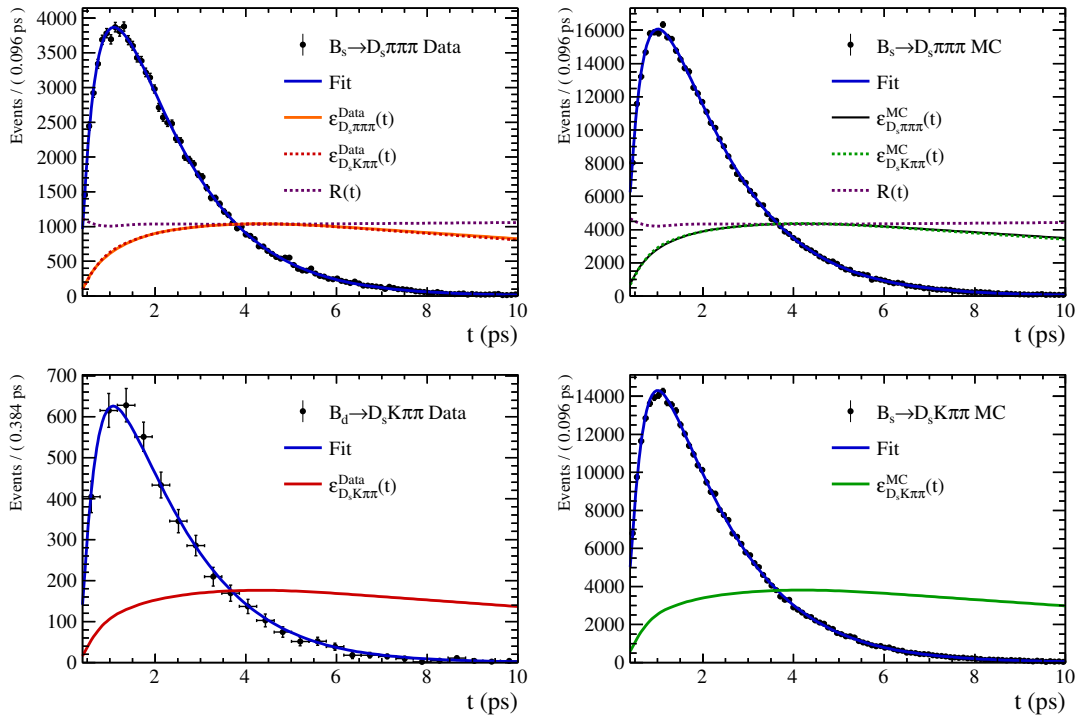 Events / ( 0.096 ps )
4000
3500
3000
2500
2000
1500
1000
500
0
B_s→D_sπππ Data
Fit
ε^Data_{D_sπππ}(t)
ε^Data_{D_sKππ}(t)
R(t)
2 4 6 8 10
t (ps)
Events / ( 0.096 ps )
16000
14000
12000
10000
8000
6000
4000
2000
0
B_s→D_sπππ MC
Fit
ε^MC_{D_sπππ}(t)
ε^MC_{D_sKππ}(t)
R(t)
2 4 6 8 10
t (ps)
Events / ( 0.384 ps )
700
600
500
400
300
200
100
0
B_d→D_sKππ Data
Fit
ε^Data_{D_sKππ}(t)
2 4 6 8 10
t (ps)
Events / ( 0.096 ps )
14000
12000
10000
8000
6000
4000
2000
0
B_s→D_sKππ MC
Fit
ε^MC_{D_sKππ}(t)
2 4 6 8 10
t (ps)